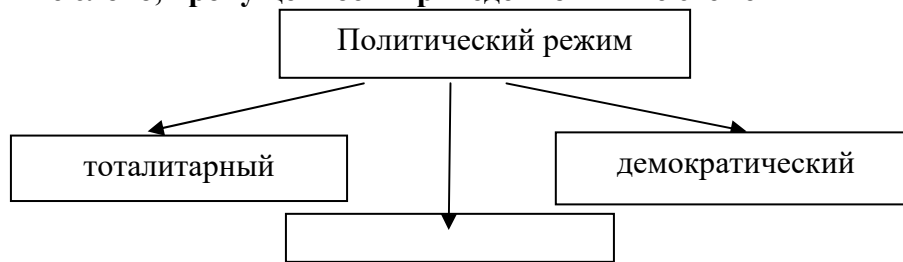 Политический режим
тоталитарный
демократический